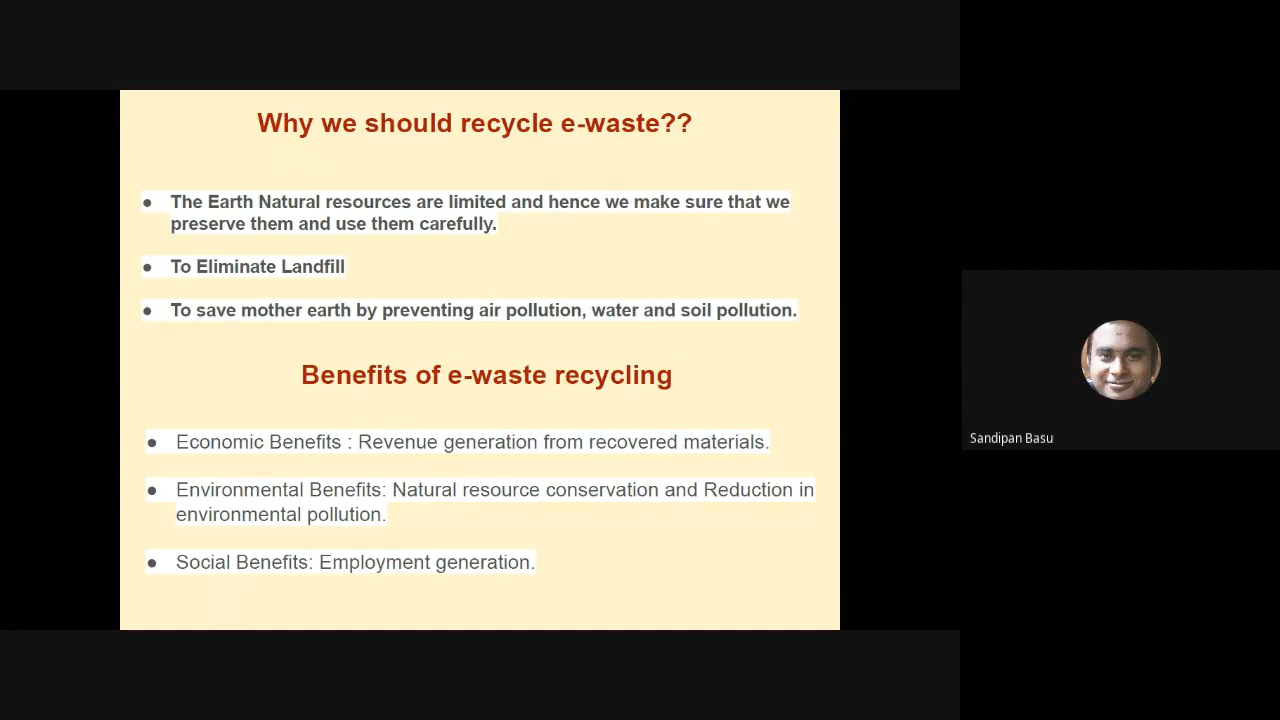 Why we should recycle e-waste??
● The Earth Natural resources are limited and hence we make sure that we
preserve them and use them carefully.
● To Eliminate Landfill
● To save mother earth by preventing air pollution, water and soil pollution.
Benefits of e-waste recycling
● Economic Benefits : Revenue generation from recovered materials.
● Environmental Benefits: Natural resource conservation and Reduction in
environmental pollution.
● Social Benefits: Employment generation.
Sandipan Basu